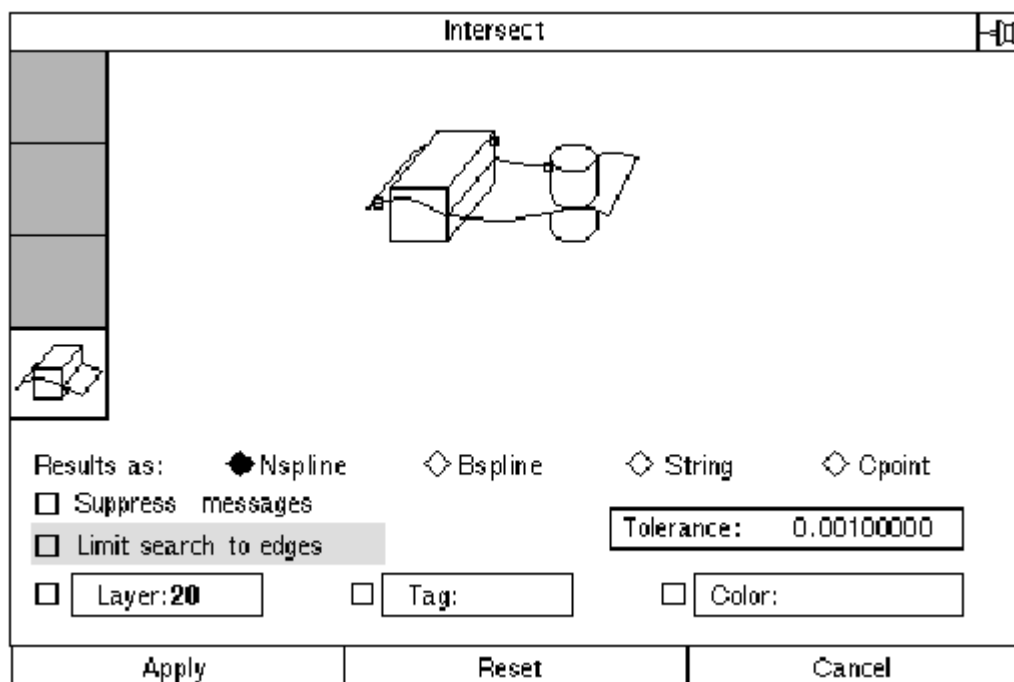 Intersect
Results as: Nspline Bspline String Cpoint
Suppress messages
Tolerance: 0.00100000
Limit search to edges
Layer:20 Tag: Color:
Apply Reset Cancel